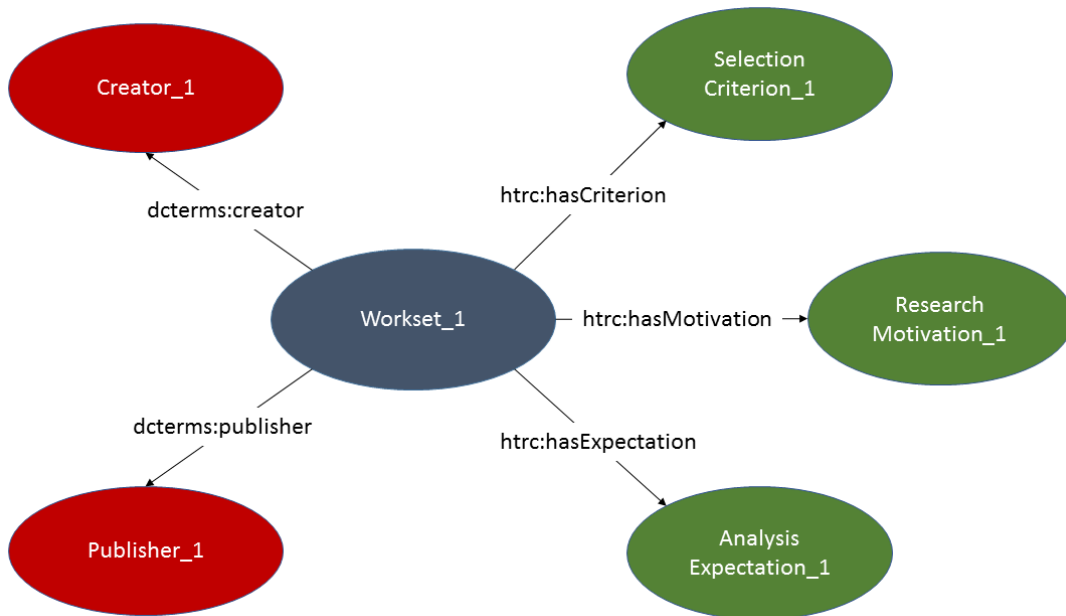 Creator_1
Selection
Criterion_1
dcterms:creator
htrc:hasCriterion
Workset_1
htrc:hasMotivation
Research
Motivation_1
dcterms:publisher
htrc:hasExpectation
Publisher_1
Analysis
Expectation_1